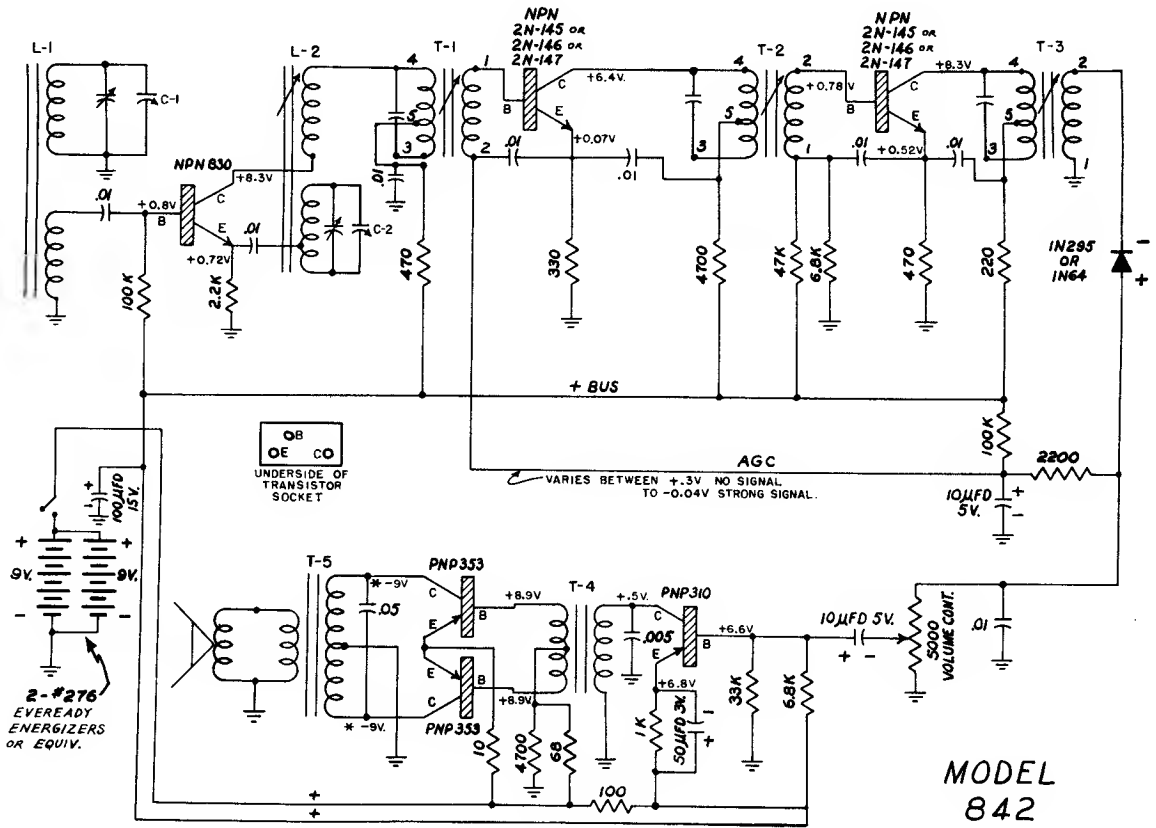 NPN
2N-145 OR
2N-146 OR
2N-147
NPN
2N-145 OR
2N-146 OR
2N-147
L-1
L-2
T-1
T-2
T-3
4
1
+6.4V.
4
2
+8.3V.
4
2
C-1
C
B
E
5
+0.78V
B
C
E
5
5
3
2
.01
+0.07V
.01
3
1
.01
+0.52V
.01
3
1
NPN 830
+8.3V
.01
.01
+0.8V
B
C
E
.01
C-2
+0.72V
100K
2.2K
470
330
4700
47K
6.8K
470
220
1N295
OR
1N64
-
+
+ BUS
B
E
C
UNDERSIDE OF
TRANSISTOR
SOCKET
100K
AGC
2200
VARIES BETWEEN +.3V NO SIGNAL
TO -0.04V STRONG SIGNAL.
10µFD
5V.
+
-
+
-
100µFD
15V.
+
+
9V.
9V.
-
-
2-#276
EVEREADY
ENERGIZERS
OR EQUIV.
T-5
* -9V
.05
* -9V.
PNP353
C
B
E
E
C
B
PNP353
+8.9V
+8.9V
T-4
+.5V.
.005
PNP310
C
B
E
+6.6V
+6.8V
10µFD 5V.
+ -
5000
VOLUME CONT.
.01
10
4700
68
1K
50µFD 3V.
-
+
33K
6.8K
100
+
+
MODEL
842